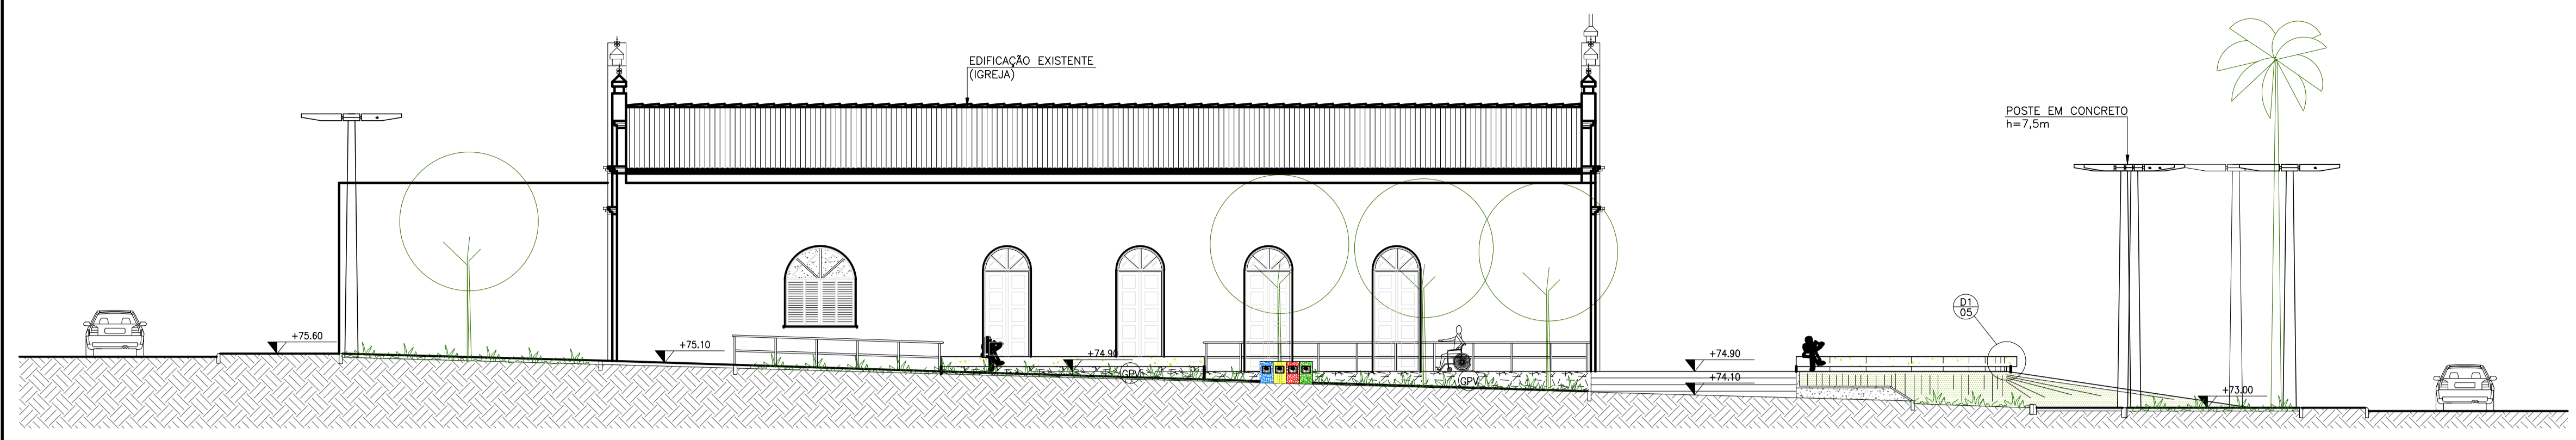 EDIFICAÇÃO EXISTENTE
(IGREJA)
POSTE EM CONCRETO
h=7,5m
D1
05
+75.60
+75.10
+74.90
GPV
GPV
+74.90
+74.10
+73.00